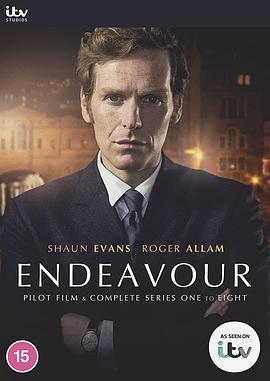 itv
STUDIOS
SHAUN EVANS ROGER ALLAM
ENDEAVOUR
PILOT FILM & COMPLETE SERIES ONE TO EIGHT
15
AS SEEN ON
itv